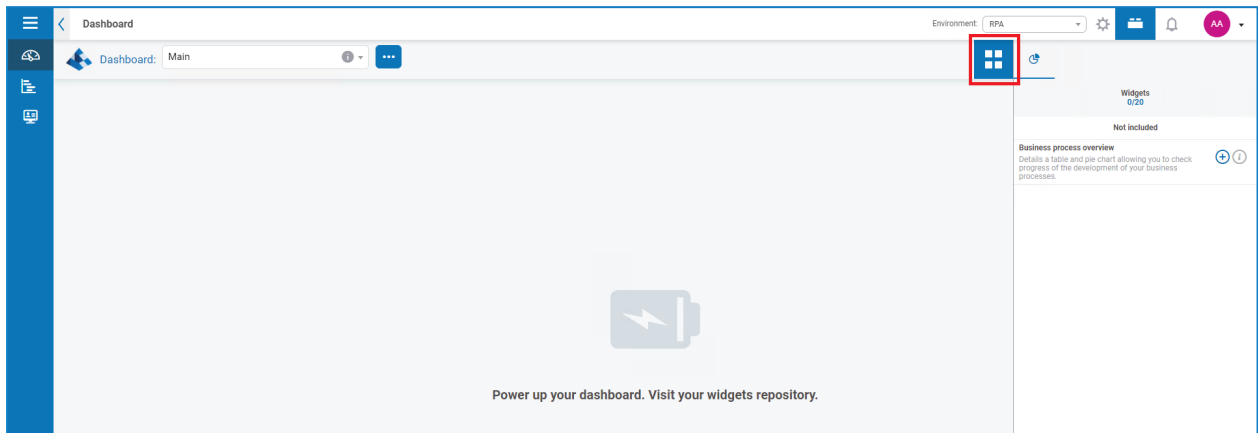 Dashboard
Environment: RPA
AA
Dashboard: Main
Widgets
0/20
Not included
Business process overview
Details a table and pie chart allowing you to check
progress of the development of your business
processes.
Power up your dashboard. Visit your widgets repository.